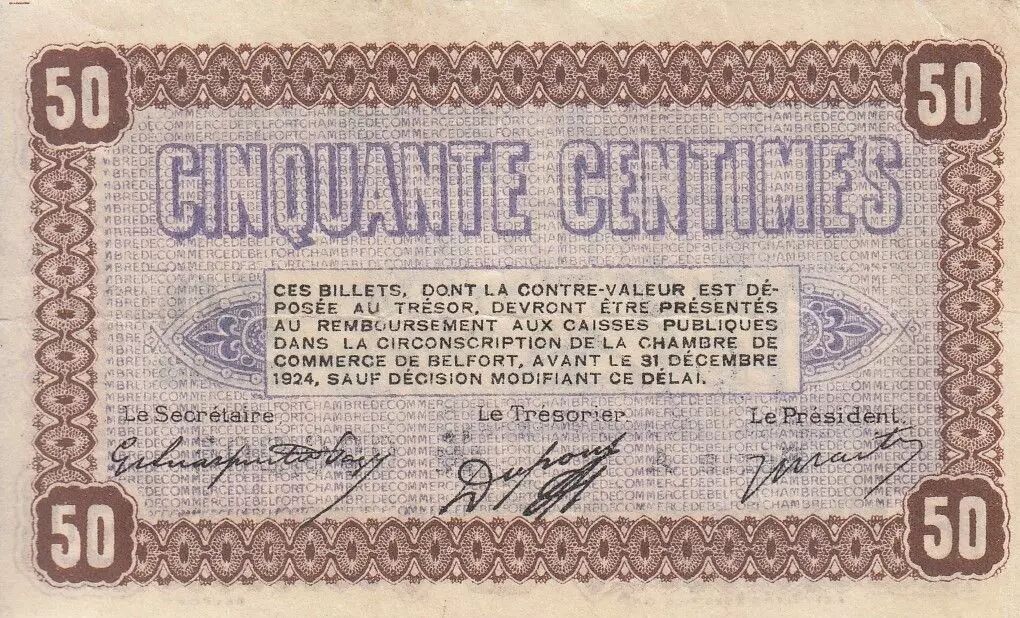 50 50
CINQUANTE CENTIMES
CES BILLETS, DONT LA CONTRE-VALEUR EST DÉ-
POSÉE AU TRÉSOR, DEVRONT ÊTRE PRÉSENTÉS
AU REMBOURSEMENT AUX CAISSES PUBLIQUES
DANS LA CIRCONSCRIPTION DE LA CHAMBRE DE
COMMERCE DE BELFORT, AVANT LE 31 DÉCEMBRE
1924, SAUF DÉCISION MODIFIANT CE DÉLAI.
Le Secrétaire Le Trésorier Le Président.
Dupont
50 50